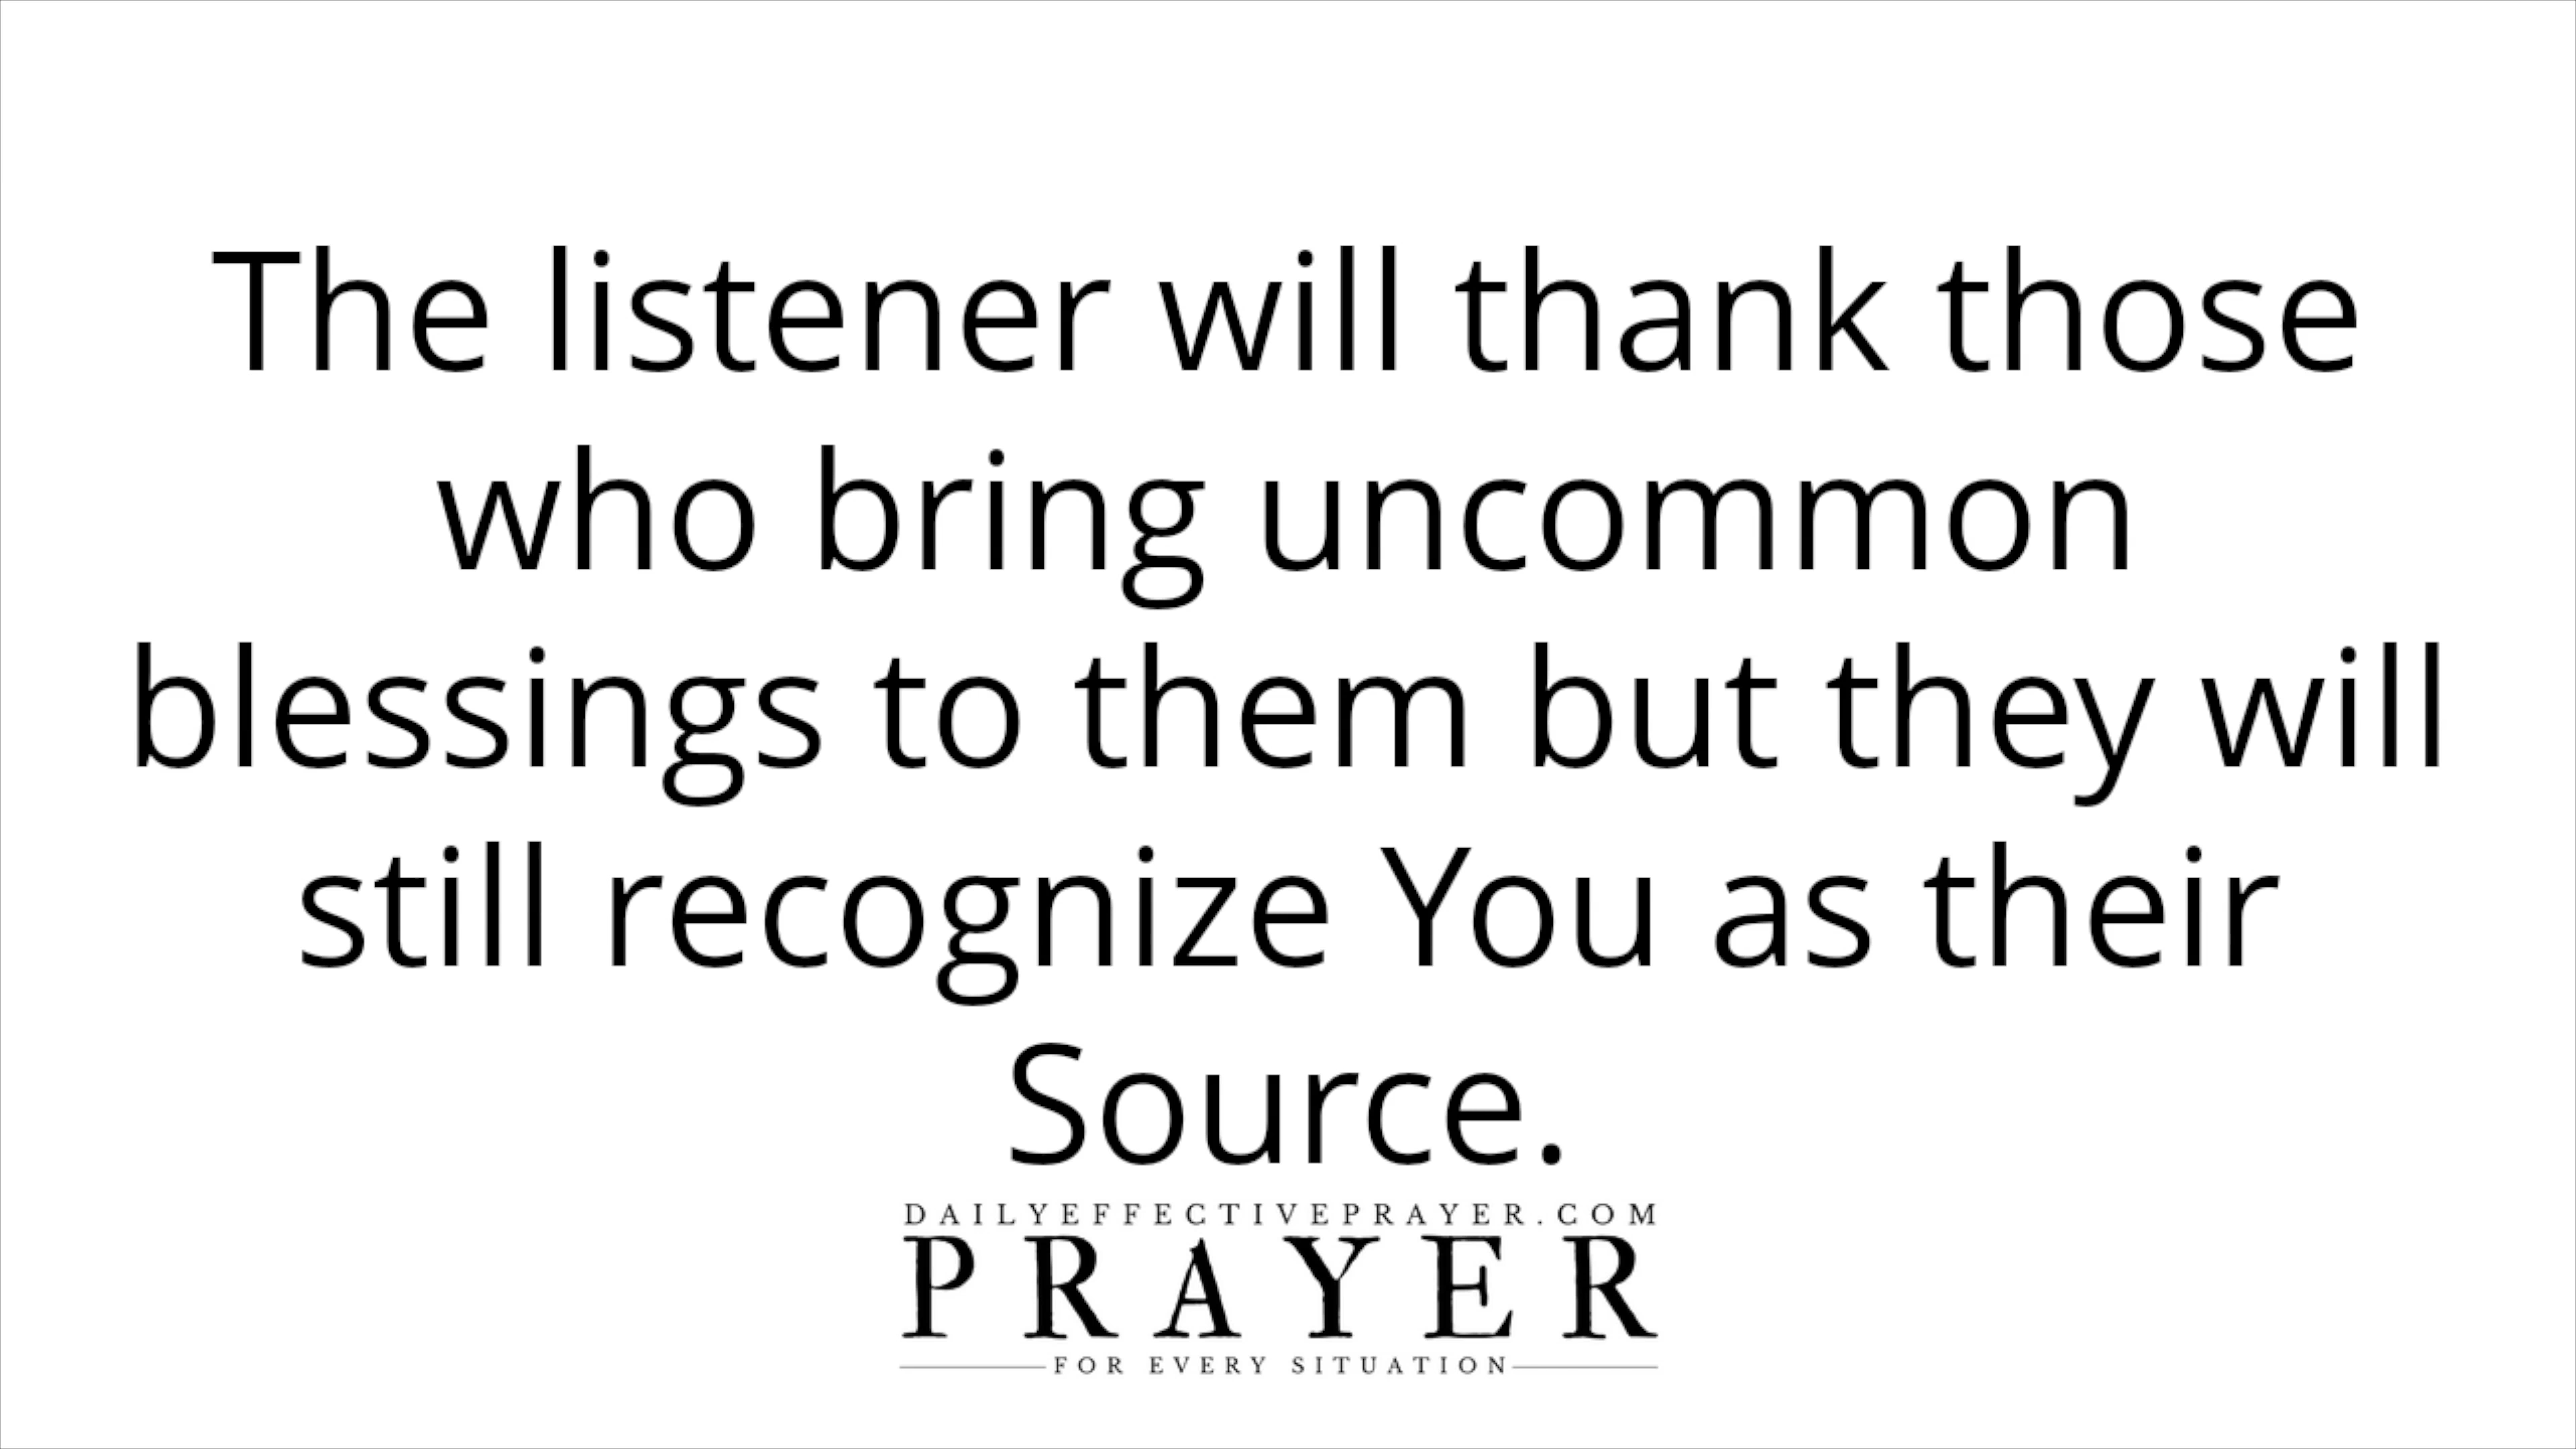 The listener will thank those
who bring uncommon
blessings to them but they will
still recognize You as their
Source.
DAILYEFFECTIVEPRAYER.COM
PRAYER
FOR EVERY SITUATION